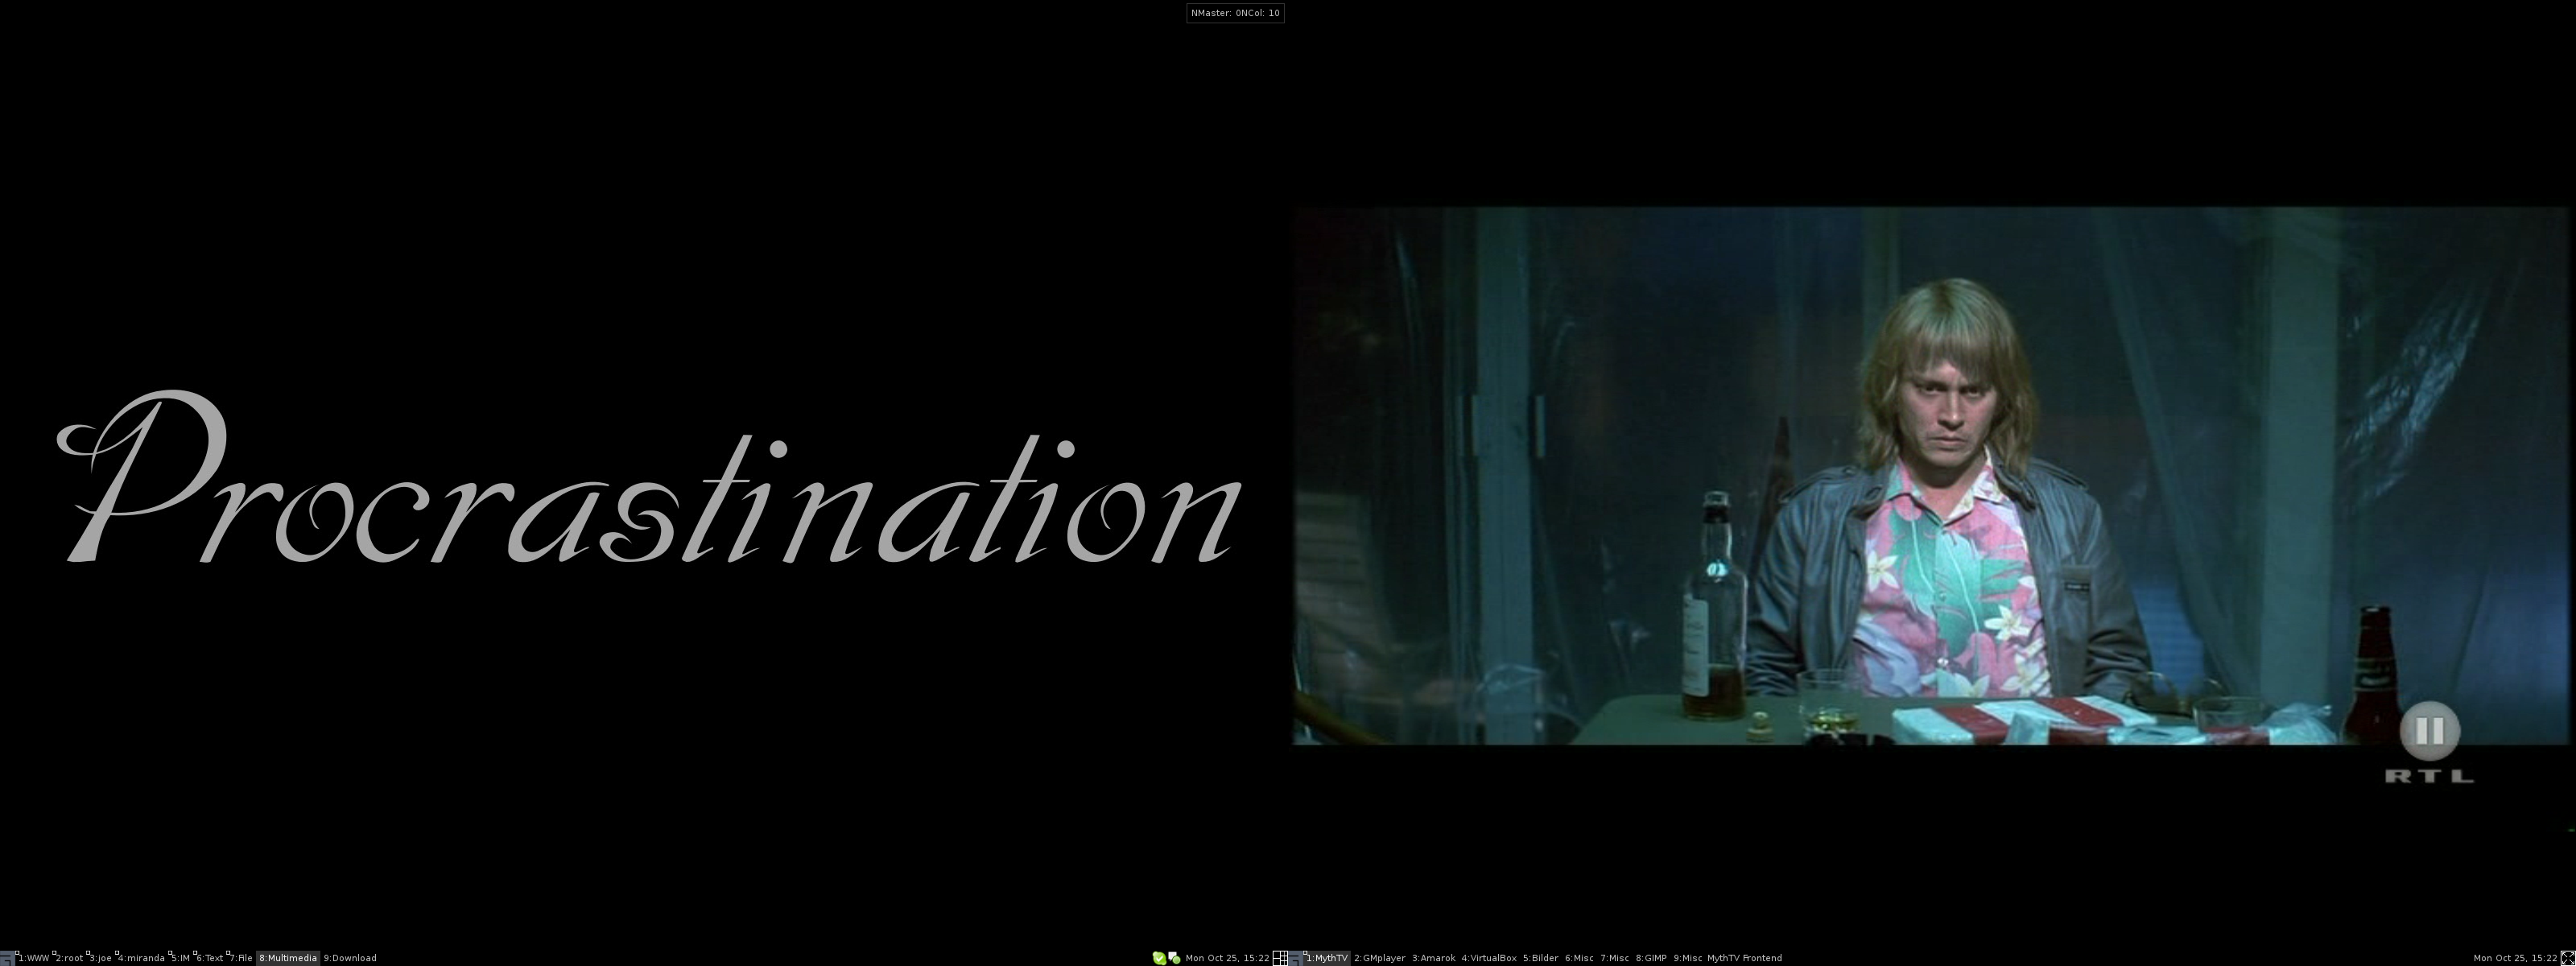 NMaster: 0NCol: 10
Procrastination
RTL
1:WWW 2:root 3:joe 4:miranda 5:IM 6:Text 7:File 8:Multimedia 9:Download
Mon Oct 25, 15:22
1:MythTV 2:GMplayer 3:Amarok 4:VirtualBox 5:Bilder 6:Misc 7:Misc 8:GIMP 9:Misc MythTV Frontend
Mon Oct 25, 15:22